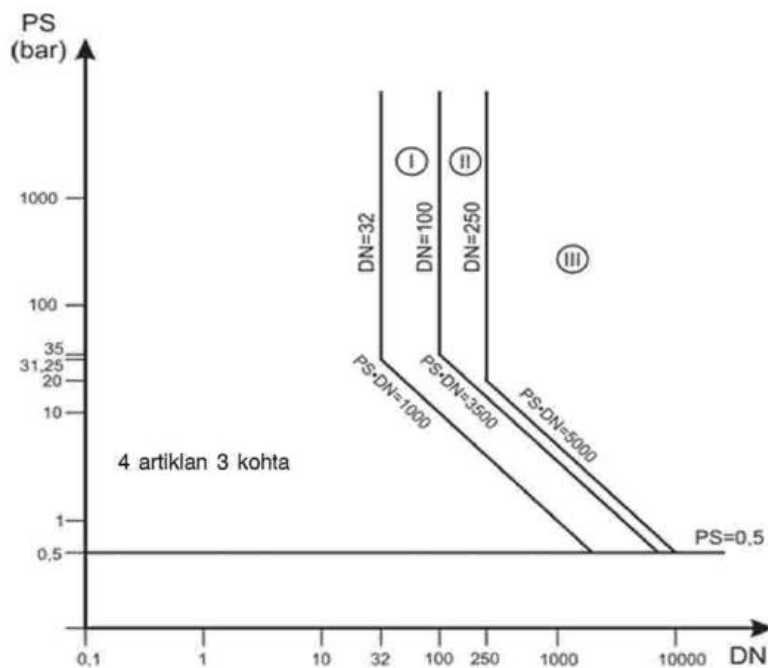 PS
(bar)
I
II
III
DN=32
DN=100
DN=250
1000
100
35
31,25
20
10
1
0,5
PS•DN=1000
PS•DN=3500
PS•DN=5000
4 artiklan 3 kohta
PS=0,5
0.1
1
10
32
100
250
1000
10000
DN